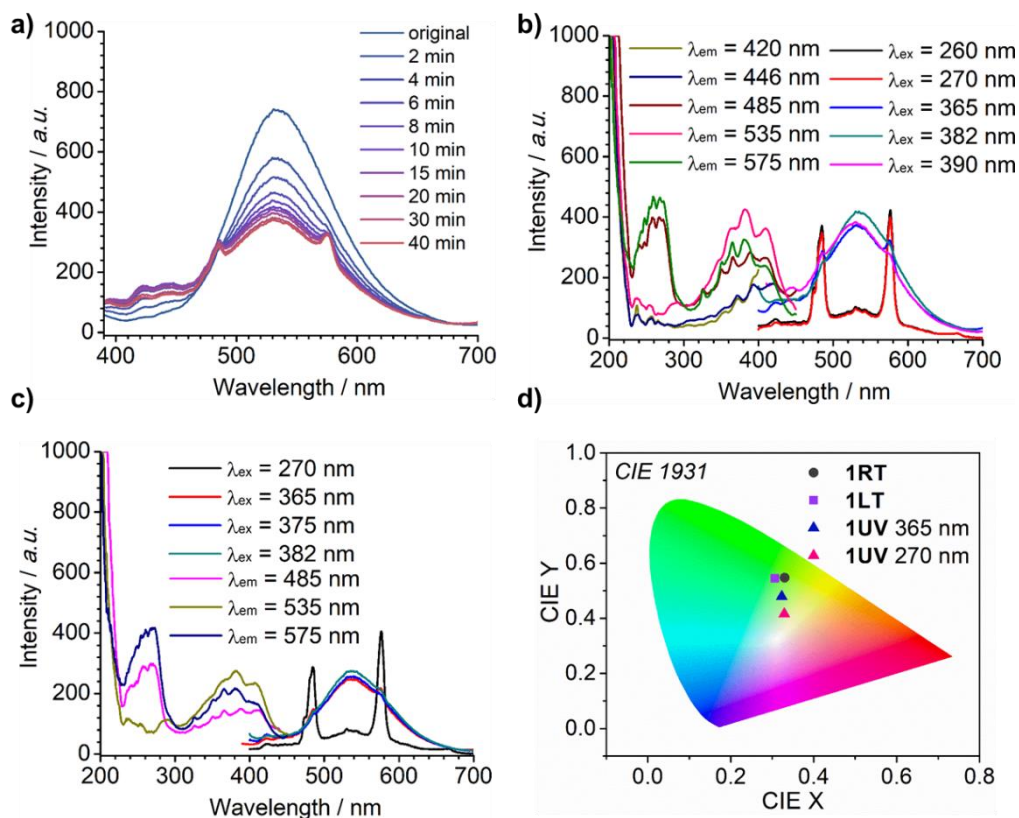 a)
1000
800
600
400
200
0
Intensity / a.u.
400 500 600 700
Wavelength / nm
original
2 min
4 min
6 min
8 min
10 min
15 min
20 min
30 min
40 min
b)
1000
800
600
400
200
0
Intensity / a.u.
200 300 400 500 600 700
Wavelength / nm
λem = 420 nm
λem = 446 nm
λem = 485 nm
λem = 535 nm
λem = 575 nm
λex = 260 nm
λex = 270 nm
λex = 365 nm
λex = 382 nm
λex = 390 nm
c)
1000
800
600
400
200
0
Intensity / a.u.
200 300 400 500 600 700
Wavelength / nm
λex = 270 nm
λex = 365 nm
λex = 375 nm
λex = 382 nm
λem = 485 nm
λem = 535 nm
λem = 575 nm
d)
1.0
0.8
0.6
0.4
0.2
0.0
CIE Y
0.0 0.2 0.4 0.6 0.8
CIE X
CIE 1931
1RT
1LT
1UV 365 nm
1UV 270 nm